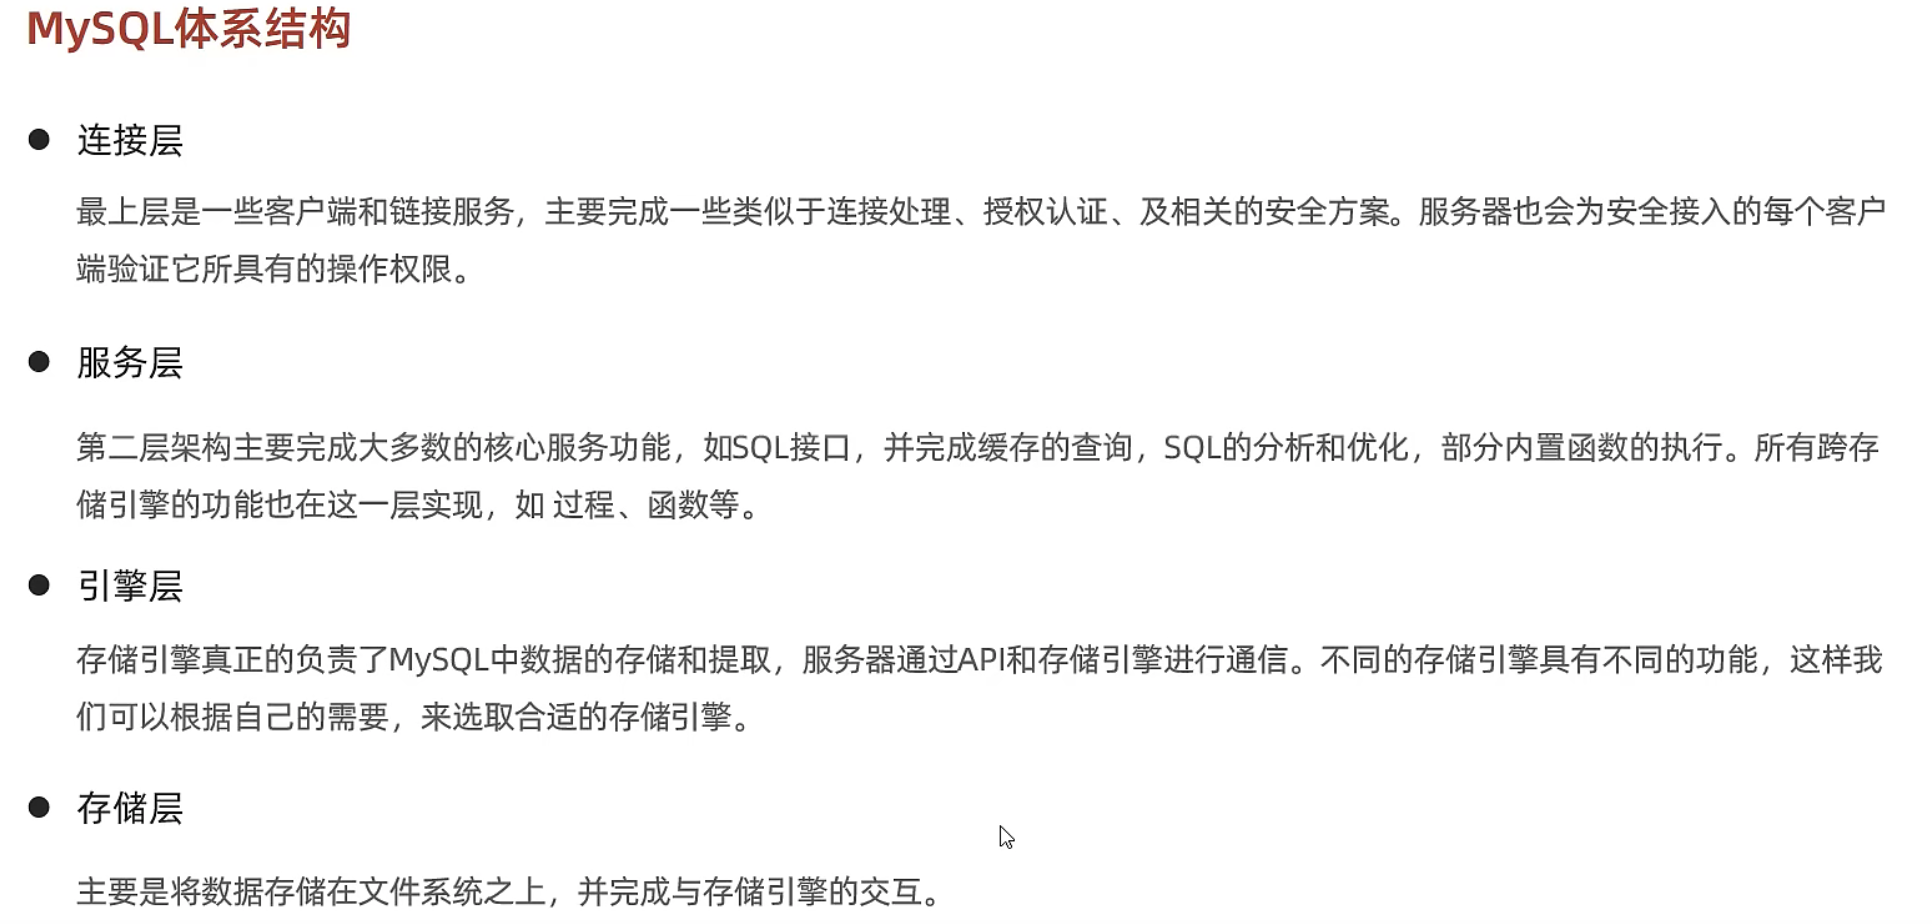 MySQL体系结构
连接层
最上层是一些客户端和链接服务，主要完成一些类似于连接处理、授权认证、及相关的安全方案。服务器也会为安全接入的每个客户
端验证它所具有的操作权限。
服务层
第二层架构主要完成大多数的核心服务功能，如SQL接口，并完成缓存的查询，SQL的分析和优化，部分内置函数的执行。所有跨存
储引擎的功能也在这一层实现，如 过程、函数等。
引擎层
存储引擎真正的负责了MySQL中数据的存储和提取，服务器通过API和存储引擎进行通信。不同的存储引擎具有不同的功能，这样我
们可以根据自己的需要，来选取合适的存储引擎。
存储层
主要是将数据存储在文件系统之上，并完成与存储引擎的交互。